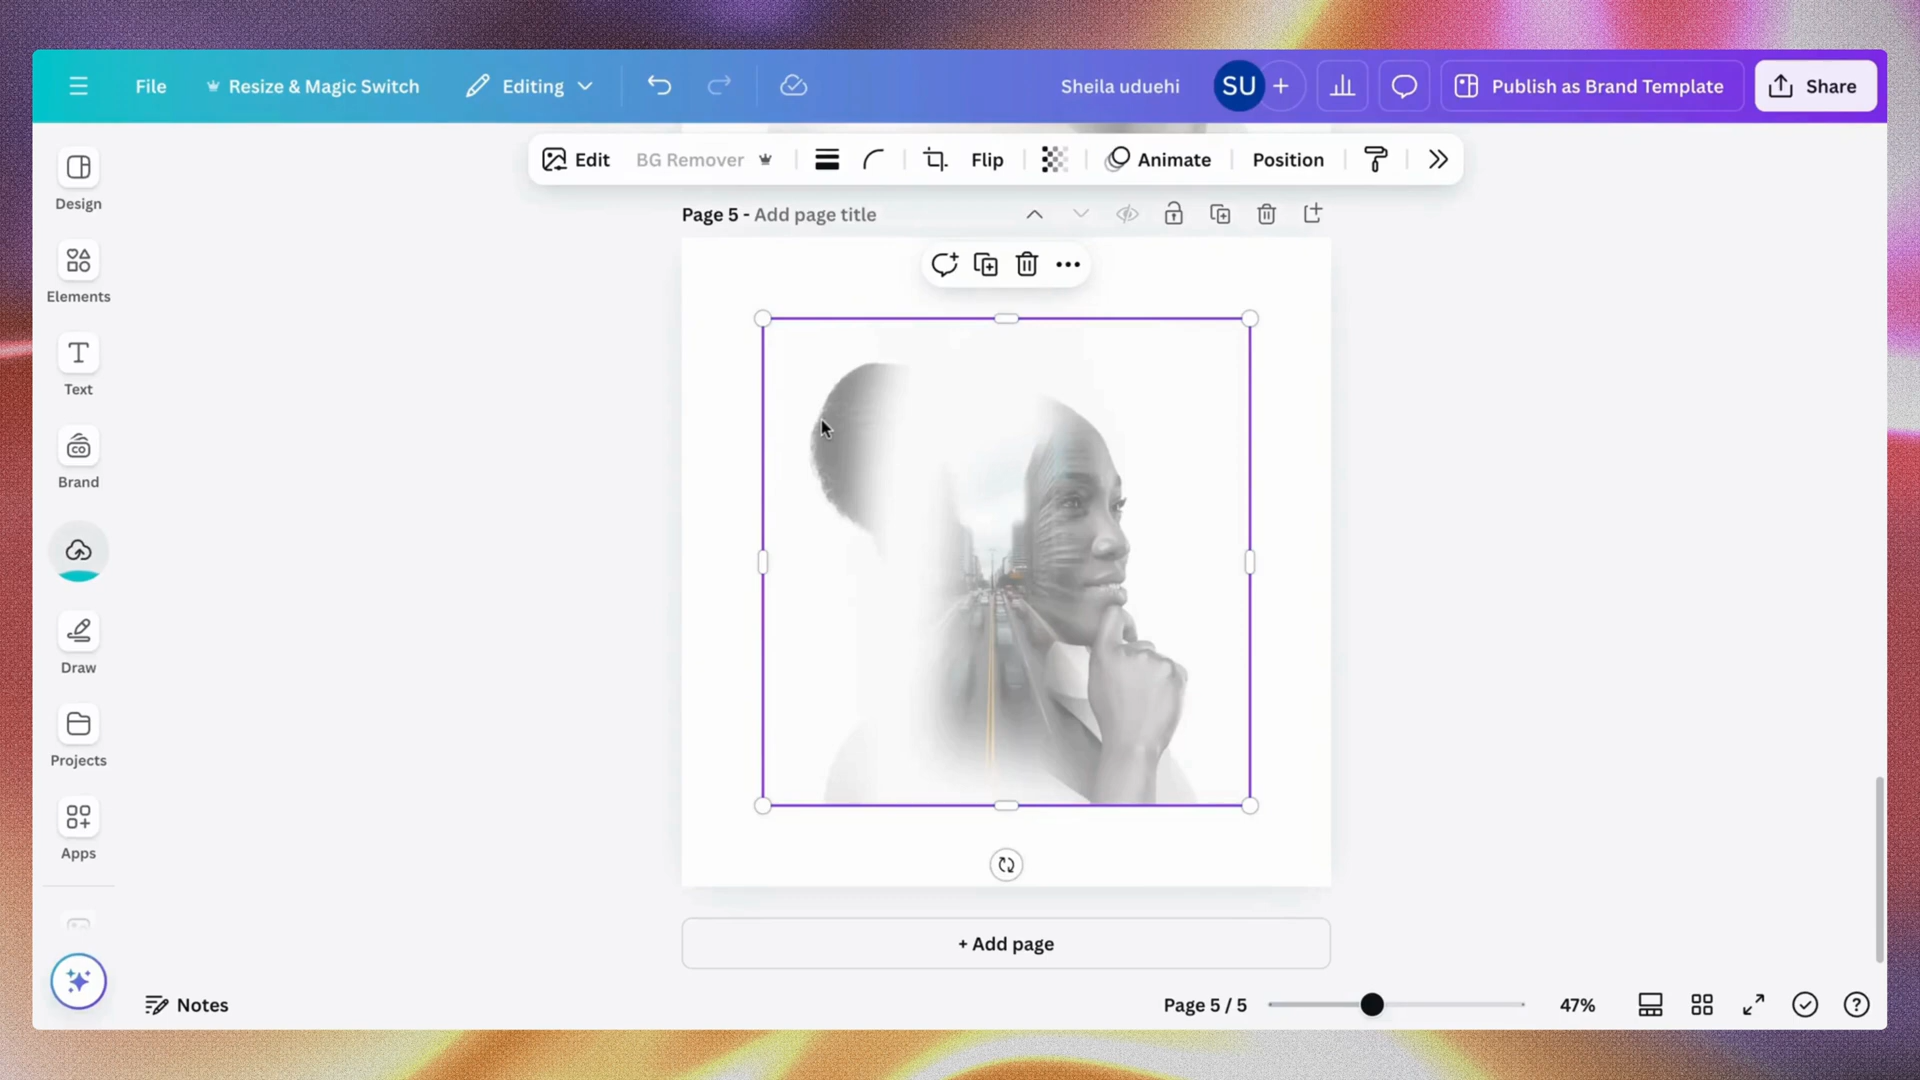 File
Resize & Magic Switch
Editing
Sheila uduehi
SU
Publish as Brand Template
Share
Edit
BG Remover
Flip
Animate
Position
Page 5 - Add page title
Design
Elements
Text
CO
Brand
Draw
Projects
Apps
+ Add page
Notes
Page 5 / 5
47%